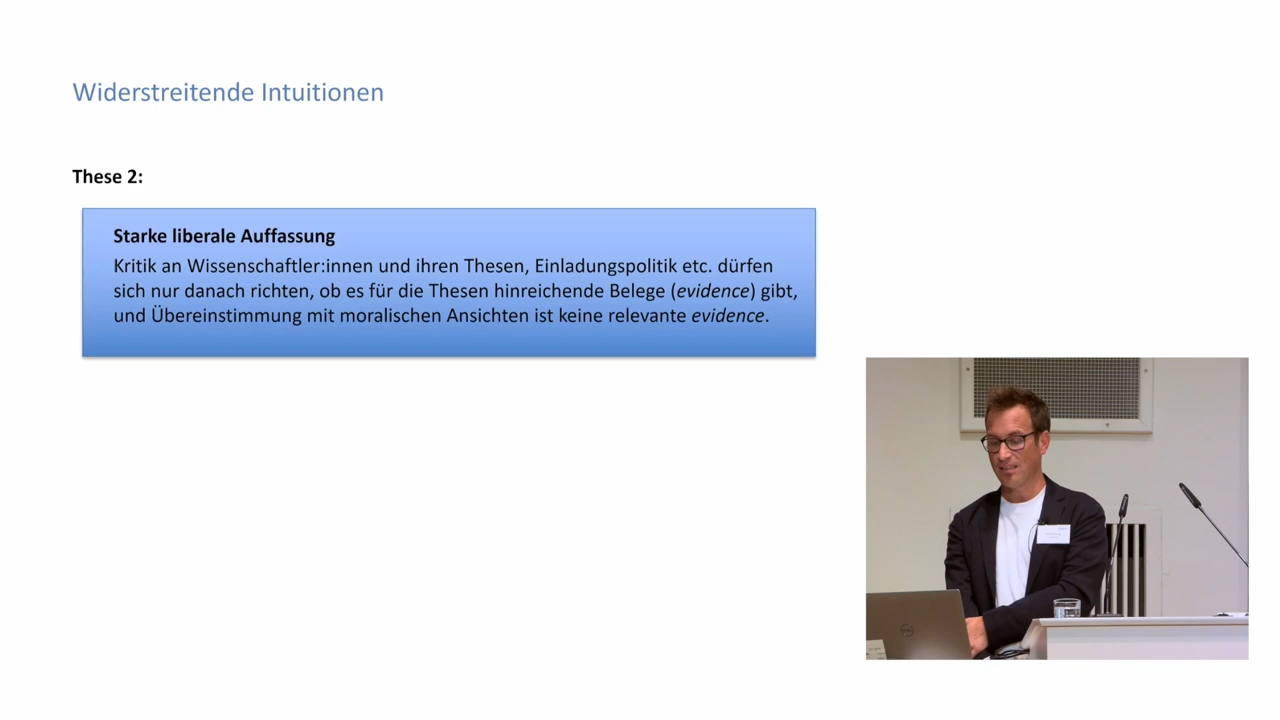 Widerstreitende Intuitionen
These 2:
Starke liberale Auffassung
Kritik an Wissenschaftler:innen und ihren Thesen, Einladungspolitik etc. dürfen
sich nur danach richten, ob es für die Thesen hinreichende Belege (evidence) gibt,
und Übereinstimmung mit moralischen Ansichten ist keine relevante evidence.